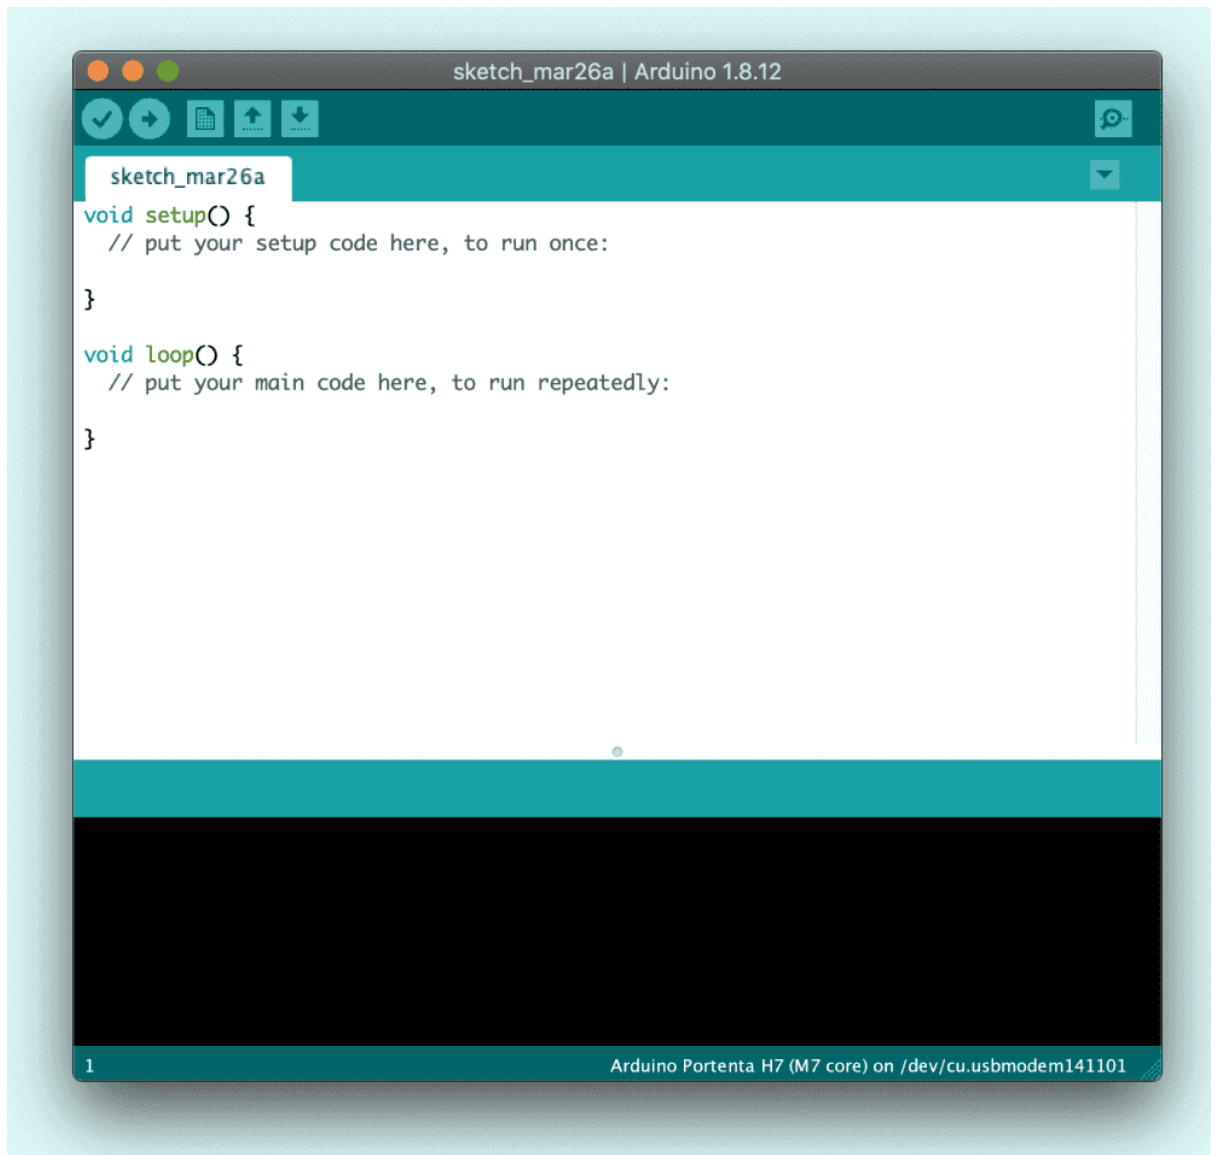 sketch_mar26a | Arduino 1.8.12
sketch_mar26a
void setup() {
  // put your setup code here, to run once:
}
void loop() {
  // put your main code here, to run repeatedly:
}
1
Arduino Portenta H7 (M7 core) on /dev/cu.usbmodem141101